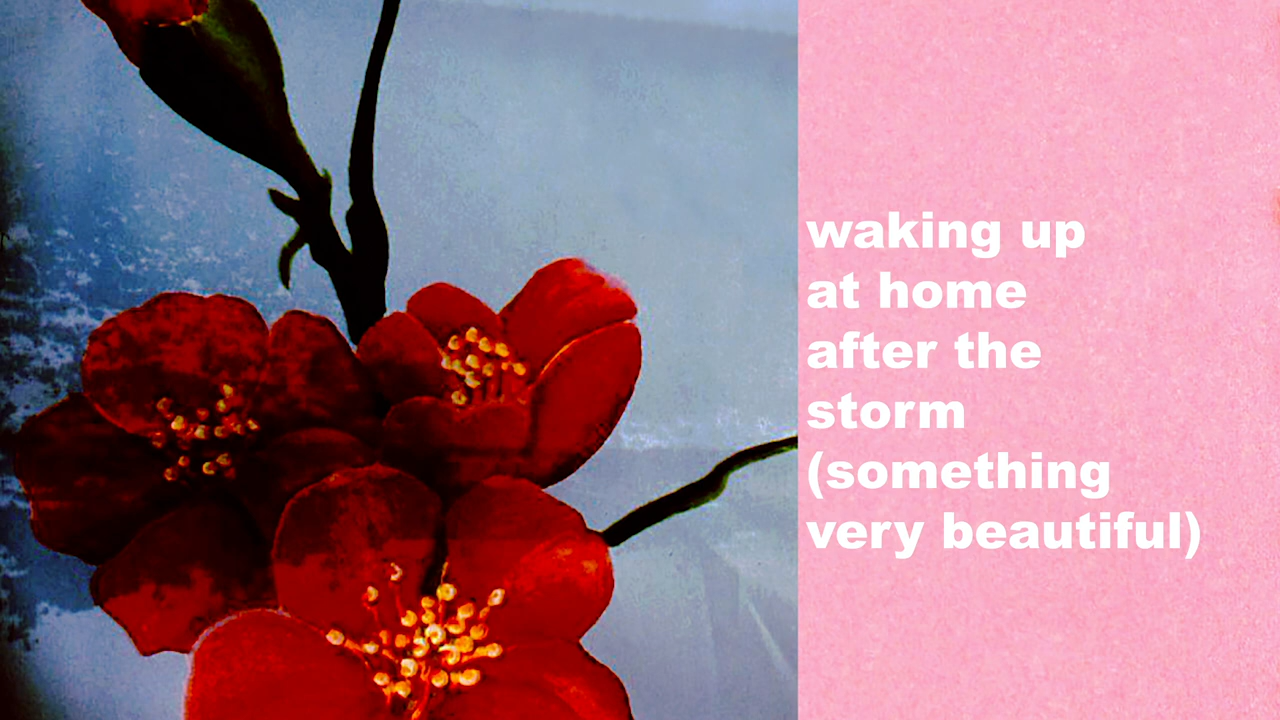 waking up
at home
after the
storm
(something
very beautiful)